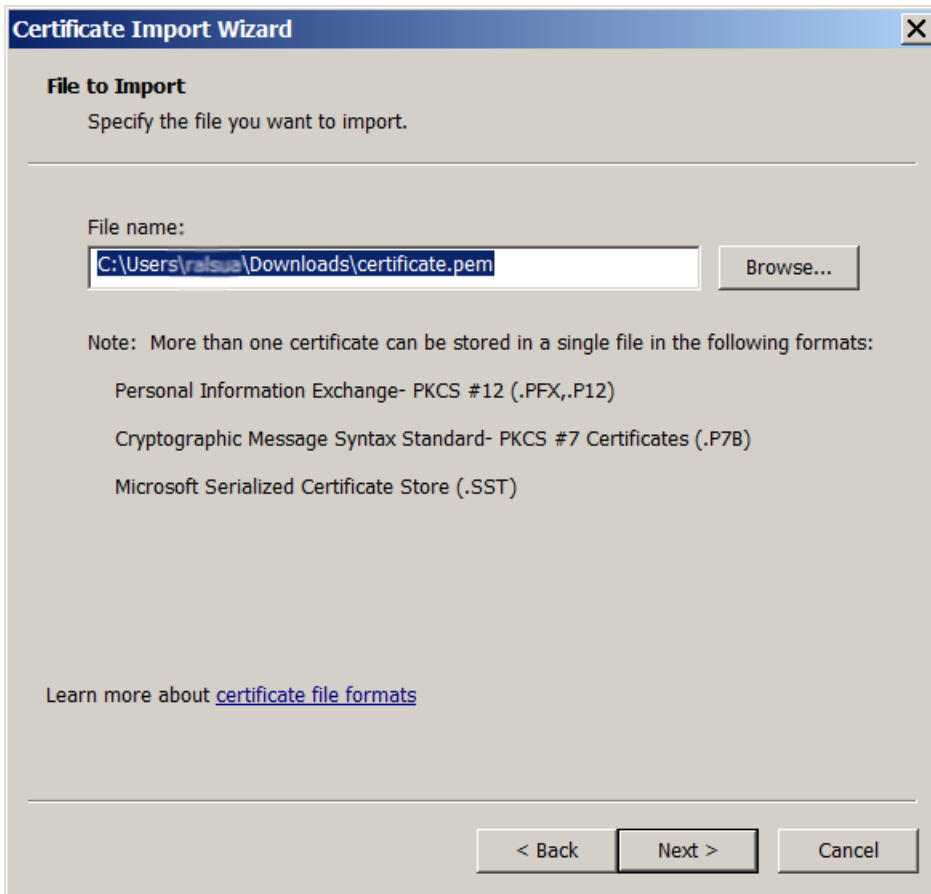 Certificate Import Wizard
File to Import
Specify the file you want to import.
File name:
C:\Users\ \Downloads\certificate.pem
Browse...
Note: More than one certificate can be stored in a single file in the following formats:
Personal Information Exchange- PKCS #12 (.PFX,.P12)
Cryptographic Message Syntax Standard- PKCS #7 Certificates (.P7B)
Microsoft Serialized Certificate Store (.SST)
Learn more about certificate file formats
< Back
Next >
Cancel